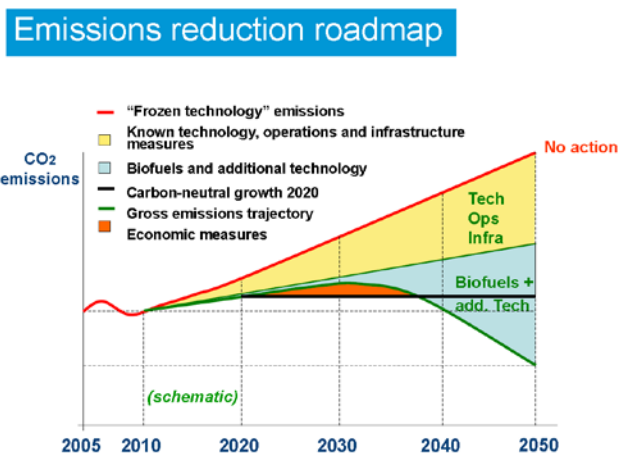 Emissions reduction roadmap
“Frozen technology” emissions
Known technology, operations and infrastructure
measures
Biofuels and additional technology
Carbon-neutral growth 2020
Gross emissions trajectory
Economic measures
CO2
emissions
No action
Tech
Ops
Infra
Biofuels +
add. Tech
(schematic)
2005 2010 2020 2030 2040 2050